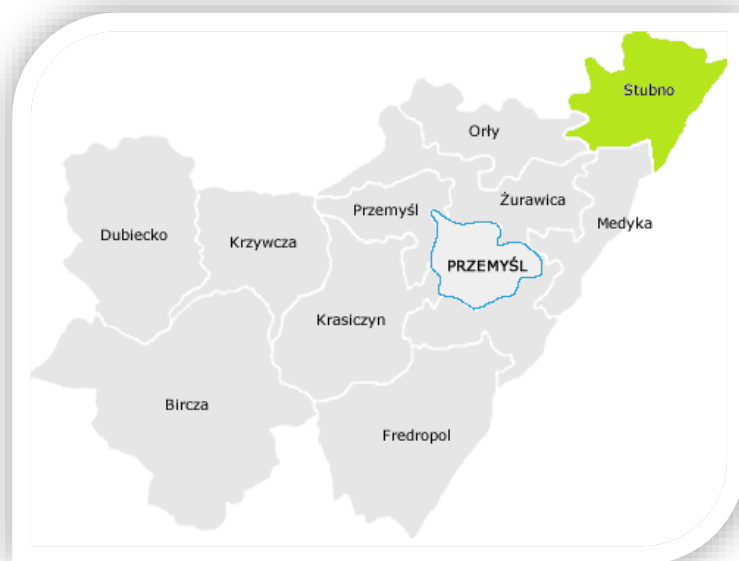 Stubno
Orły
Żurawica
Przemyśl
Medyka
Dubiecko
Krzywcza
PRZEMYŚL
Krasiczyn
Bircza
Fredropol